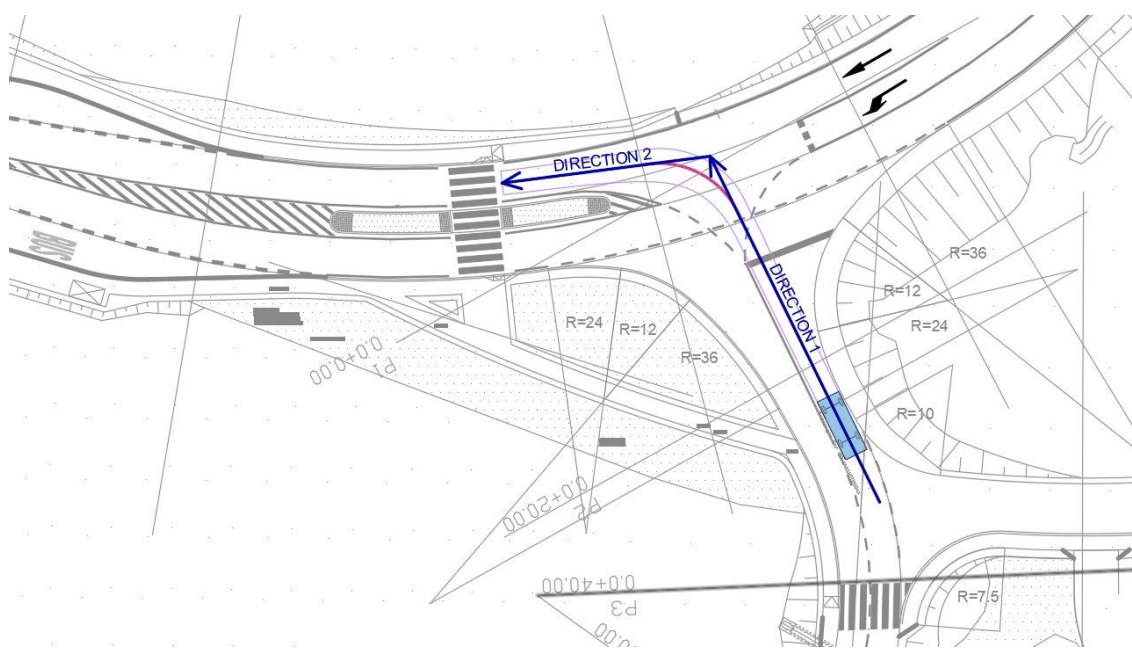 DIRECTION 2
BUS
R=36
R=12
DIRECTION 1
R=24
R=12
R=24
R=36
0.0+0.00
P1
R=10
0.0+20.00
P2
0.0+40.00
P3
R=7.5